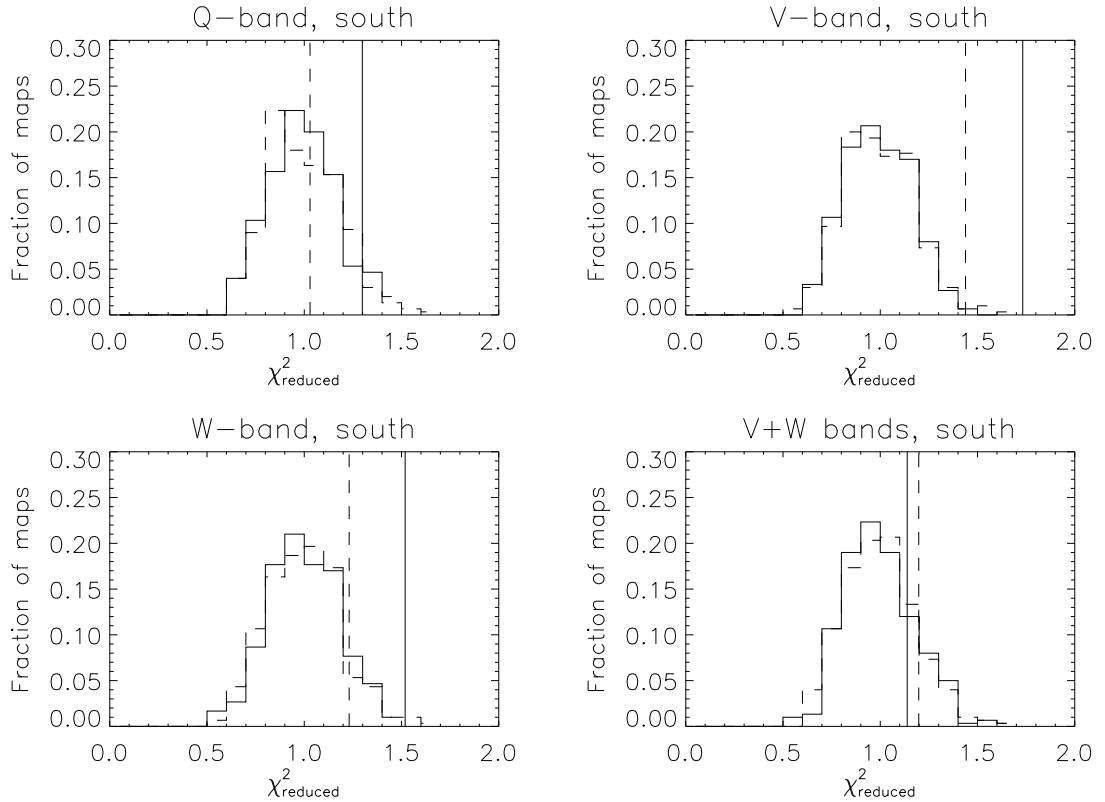 Q-band, south
Fraction of maps
0.30
0.25
0.20
0.15
0.10
0.05
0.00
0.0 0.5 1.0 1.5 2.0
χ²reduced
V-band, south
Fraction of maps
0.30
0.25
0.20
0.15
0.10
0.05
0.00
0.0 0.5 1.0 1.5 2.0
χ²reduced
W-band, south
Fraction of maps
0.30
0.25
0.20
0.15
0.10
0.05
0.00
0.0 0.5 1.0 1.5 2.0
χ²reduced
V+W bands, south
Fraction of maps
0.30
0.25
0.20
0.15
0.10
0.05
0.00
0.0 0.5 1.0 1.5 2.0
χ²reduced